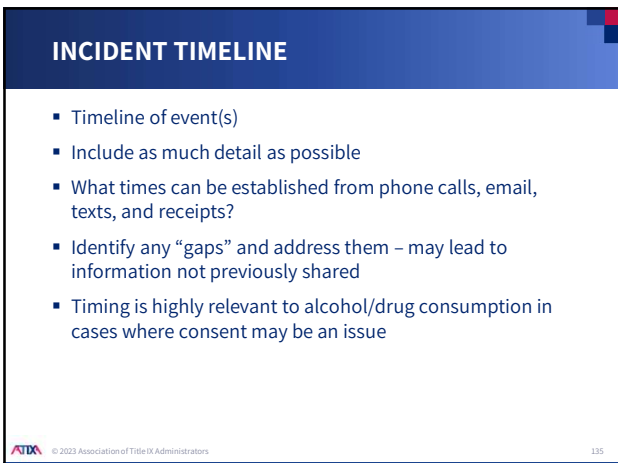 INCIDENT TIMELINE
▪ Timeline of event(s)
▪ Include as much detail as possible
▪ What times can be established from phone calls, email,
texts, and receipts?
▪ Identify any “gaps” and address them – may lead to
information not previously shared
▪ Timing is highly relevant to alcohol/drug consumption in
cases where consent may be an issue
ATIXA © 2023 Association of Title IX Administrators 135